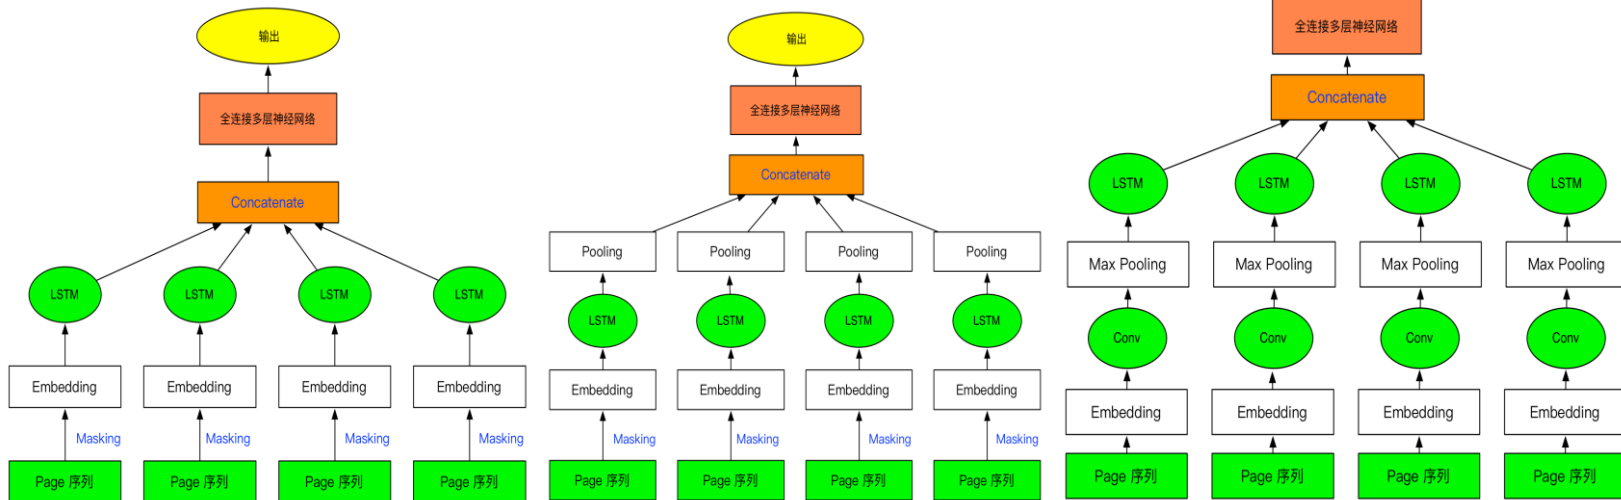 输出
全连接多层神经网络
Concatenate
LSTM LSTM LSTM LSTM
Embedding Embedding Embedding Embedding
Masking Masking Masking Masking
Page 序列 Page 序列 Page 序列 Page 序列
输出
全连接多层神经网络
Concatenate
Pooling Pooling Pooling Pooling
LSTM LSTM LSTM LSTM
Embedding Embedding Embedding Embedding
Masking Masking Masking Masking
Page 序列 Page 序列 Page 序列 Page 序列
全连接多层神经网络
Concatenate
LSTM LSTM LSTM LSTM
Max Pooling Max Pooling Max Pooling Max Pooling
Conv Conv Conv Conv
Embedding Embedding Embedding Embedding
Page 序列 Page 序列 Page 序列 Page 序列